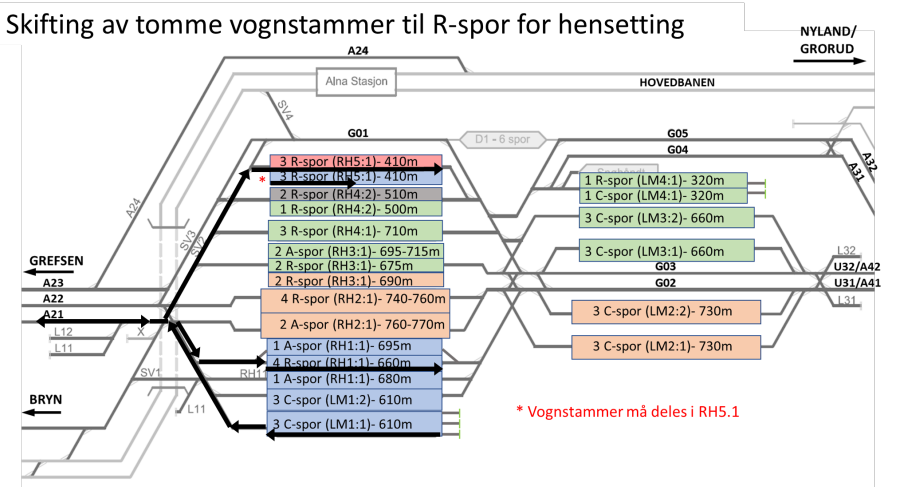 Skifting av tomme vognstammer til R-spor for hensetting
NYLAND/
GRORUD
A24
Alna Stasjon
HOVEDBANEN
SV4
G01
D1 - 6 spor
G05
G04
A32
A31
3 R-spor (RH5:1)- 410m
* 3 R-spor (RH5:1)- 410m
2 R-spor (RH4:2)- 510m
1 R-spor (RH4:2)- 500m
3 R-spor (RH4:1)- 710m
2 A-spor (RH3:1)- 695-715m
2 R-spor (RH3:1)- 675m
2 R-spor (RH3:1)- 690m
4 R-spor (RH2:1)- 740-760m
2 A-spor (RH2:1)- 760-770m
1 A-spor (RH1:1)- 695m
4 R-spor (RH1:1)- 660m
1 A-spor (RH1:1)- 680m
3 C-spor (LM1:2)- 610m
3 C-spor (LM1:1)- 610m
1 R-spor (LM4:1)- 320m
1 C-spor (LM4:1)- 320m
3 C-spor (LM3:2)- 660m
3 C-spor (LM3:1)- 660m
G03
G02
3 C-spor (LM2:2)- 730m
3 C-spor (LM2:1)- 730m
L32
U32/A42
U31/A41
L31
A24
SV3
SV2
GREFSEN
A23
A22
A21
L12
L11
X
SV1
RH11
L11
BRYN
* Vognstammer må deles i RH5.1